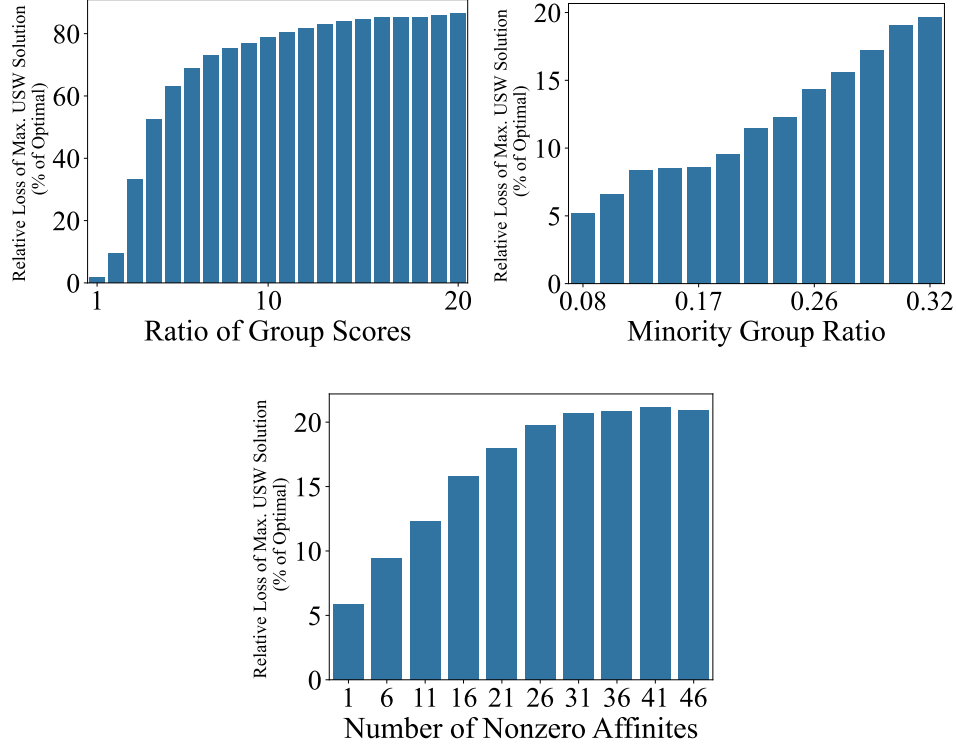 Relative Loss of Max. USW Solution
(% of Optimal)
80
60
40
20
0
1
10
20
Ratio of Group Scores
Relative Loss of Max. USW Solution
(% of Optimal)
20
15
10
5
0
0.08
0.17
0.26
0.32
Minority Group Ratio
Relative Loss of Max. USW Solution
(% of Optimal)
20
15
10
5
0
1 6 11 16 21 26 31 36 41 46
Number of Nonzero Affinites